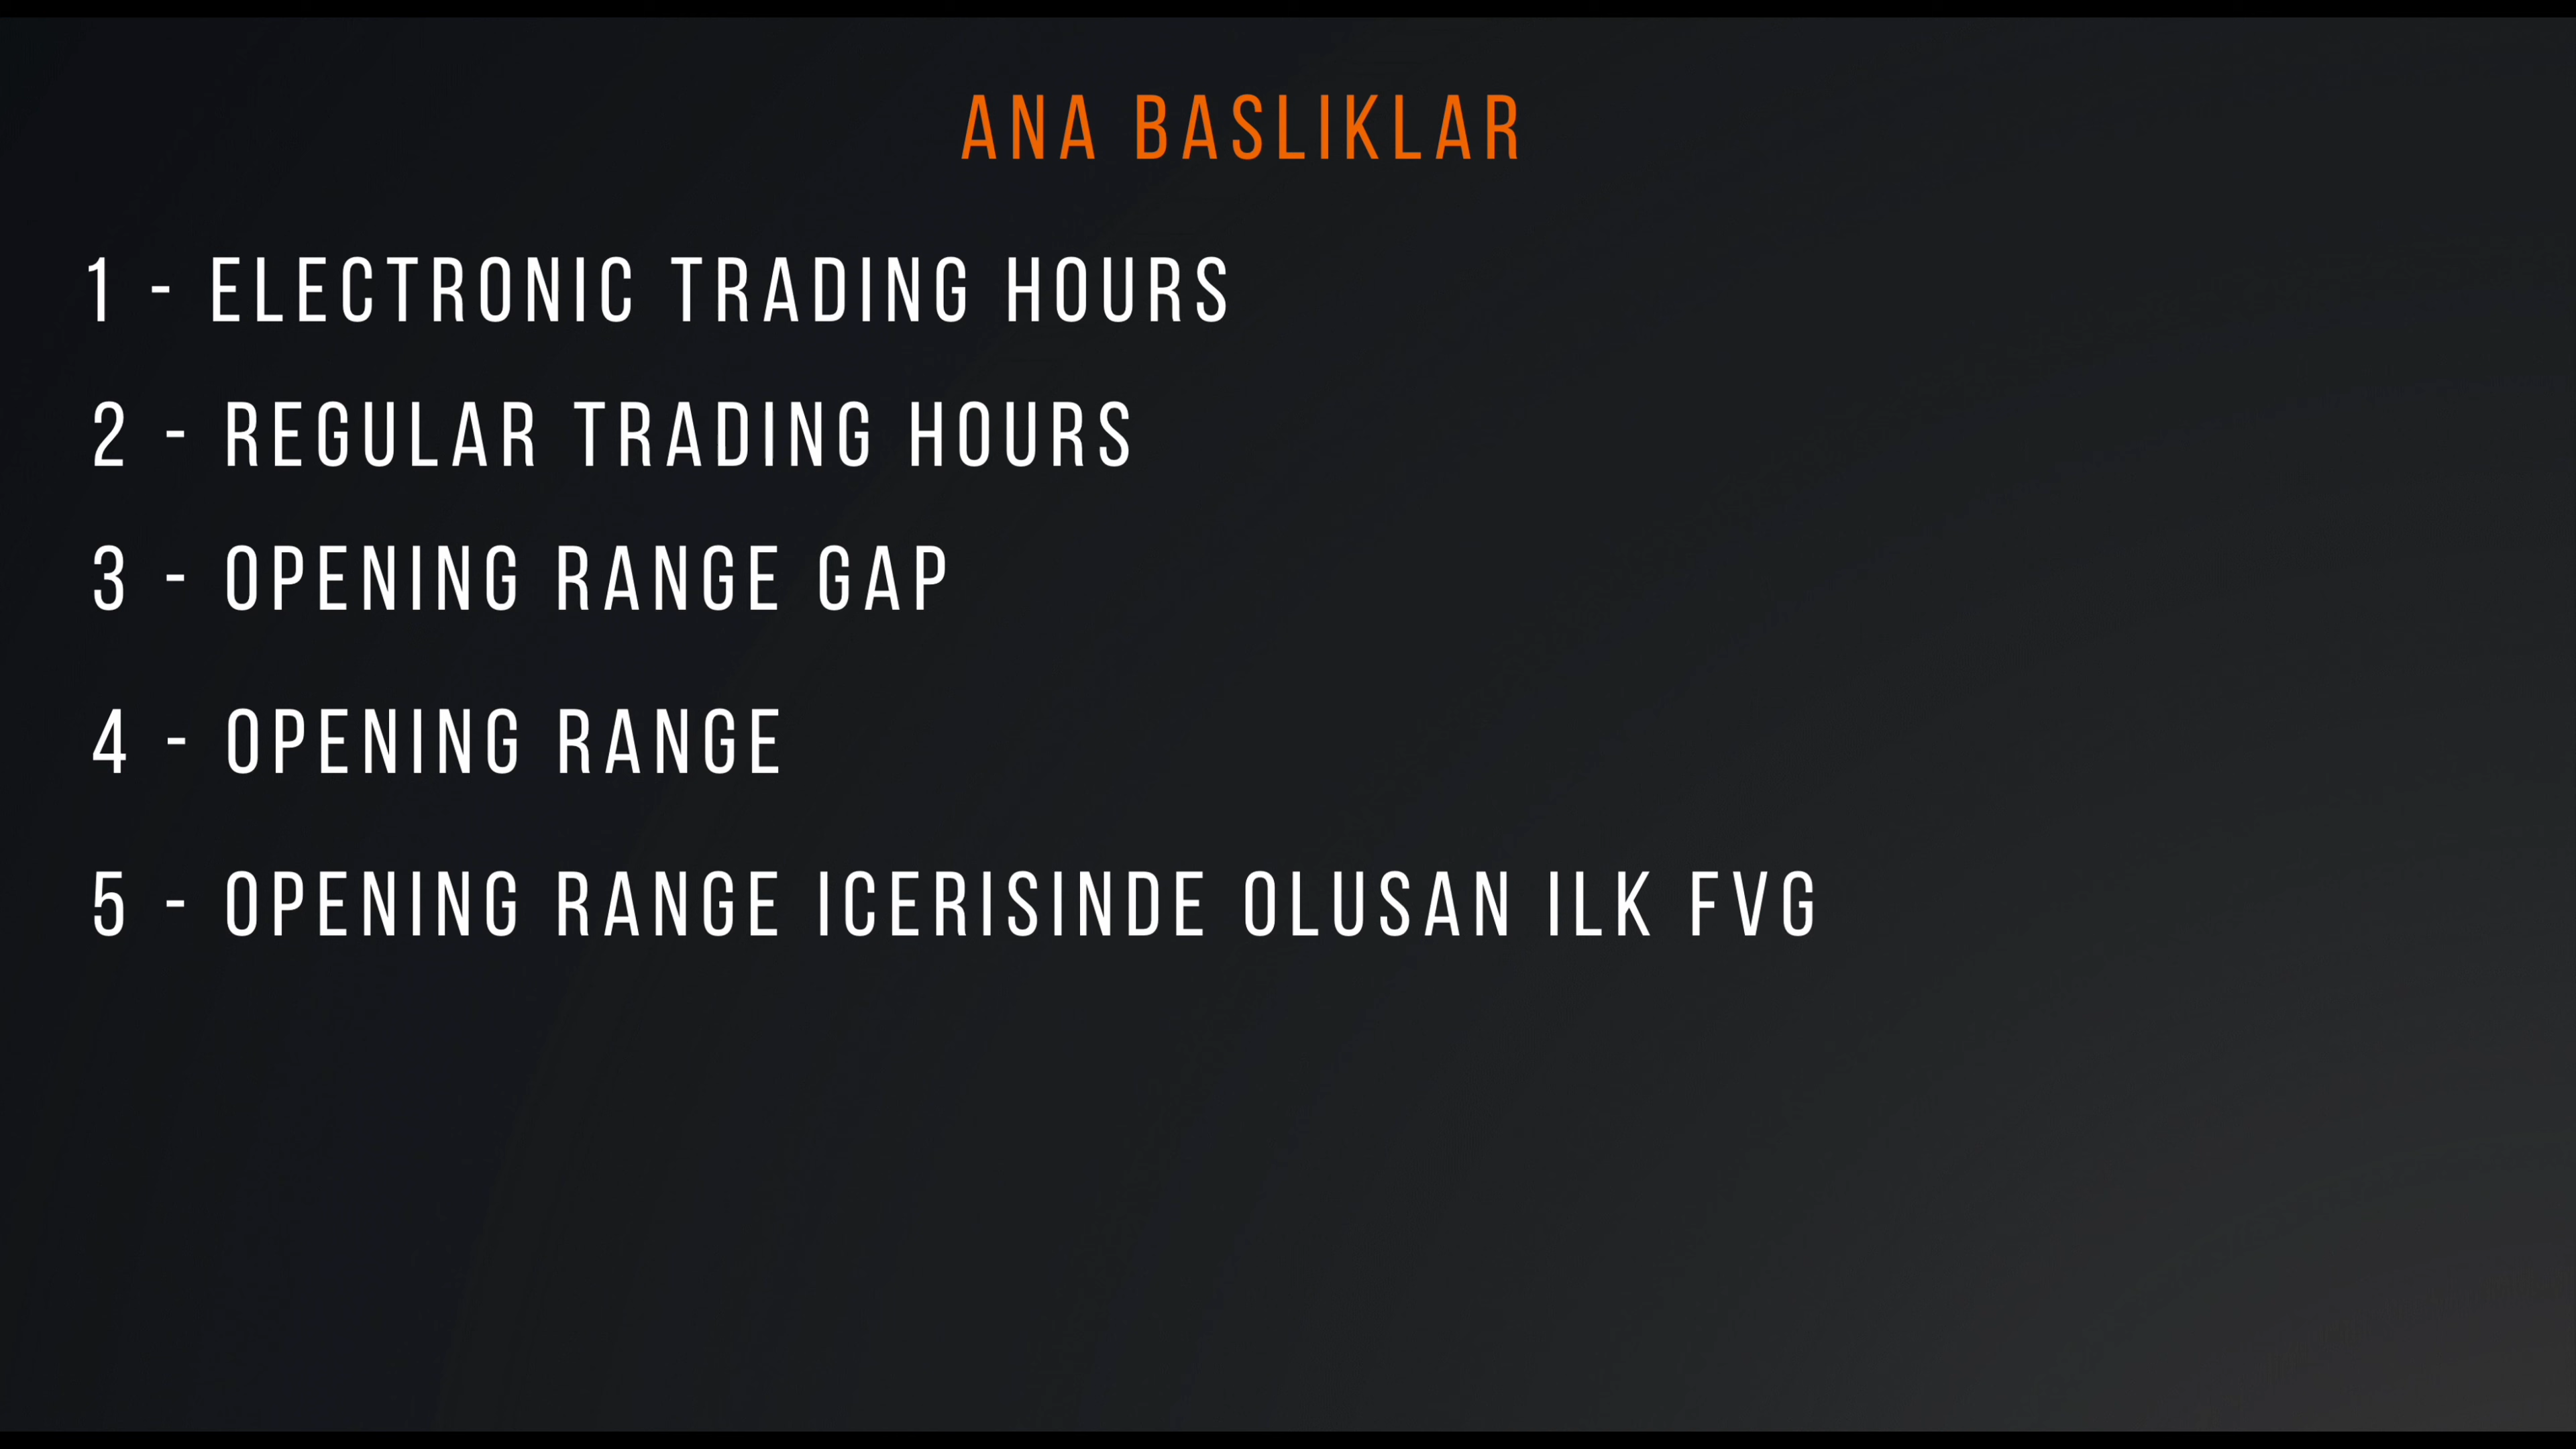 ANA BASLIKLAR
1 - ELECTRONIC TRADING HOURS
2 - REGULAR TRADING HOURS
3 - OPENING RANGE GAP
4 - OPENING RANGE
5 - OPENING RANGE ICERISINDE OLUSAN ILK FVG